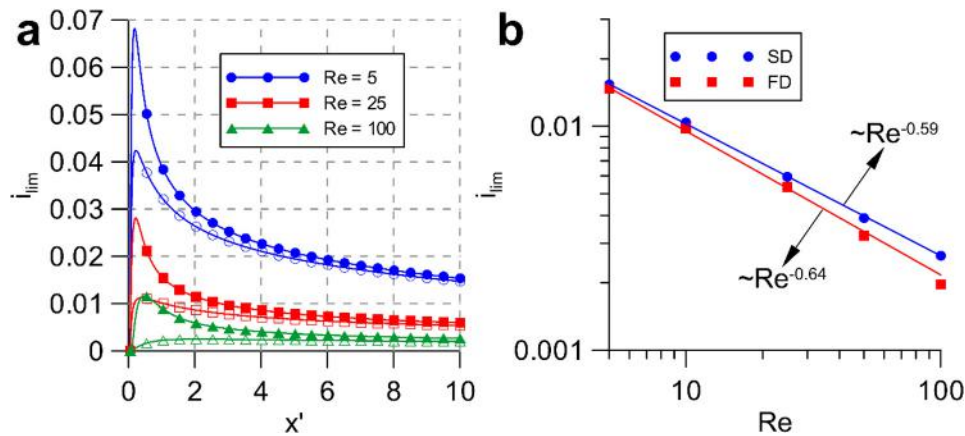 a
0.07
0.06
0.05
0.04
0.03
0.02
0.01
0
i_lim
Re = 5
Re = 25
Re = 100
0 2 4 6 8 10
x'
b
SD
FD
0.01
0.001
i_lim
~Re^-0.59
~Re^-0.64
10 100
Re